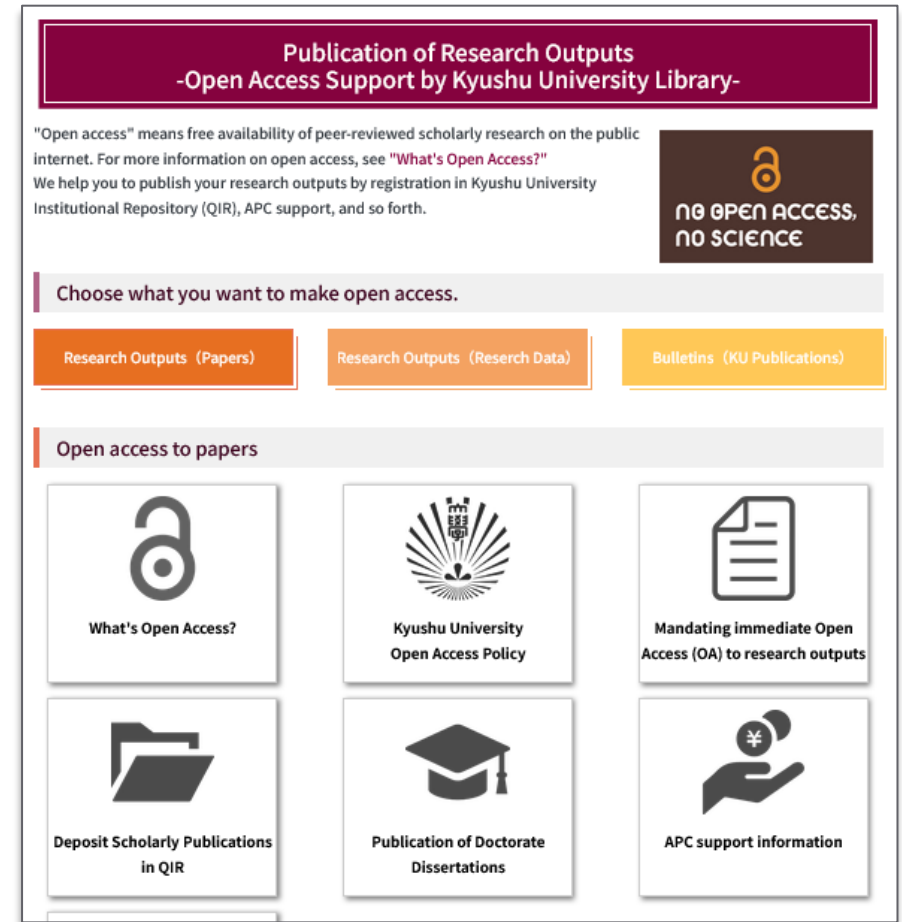 Publication of Research Outputs
-Open Access Support by Kyushu University Library-
"Open access" means free availability of peer-reviewed scholarly research on the public
internet. For more information on open access, see "What's Open Access?"
We help you to publish your research outputs by registration in Kyushu University
Institutional Repository (QIR), APC support, and so forth.
NO OPEN ACCESS,
NO SCIENCE
Choose what you want to make open access.
Research Outputs（Papers）
Research Outputs（Reserch Data）
Bulletins（KU Publications）
Open access to papers
大學
What's Open Access?
Kyushu University
Open Access Policy
Mandating immediate Open
Access (OA) to research outputs
¥
Deposit Scholarly Publications
in QIR
Publication of Doctorate
Dissertations
APC support information